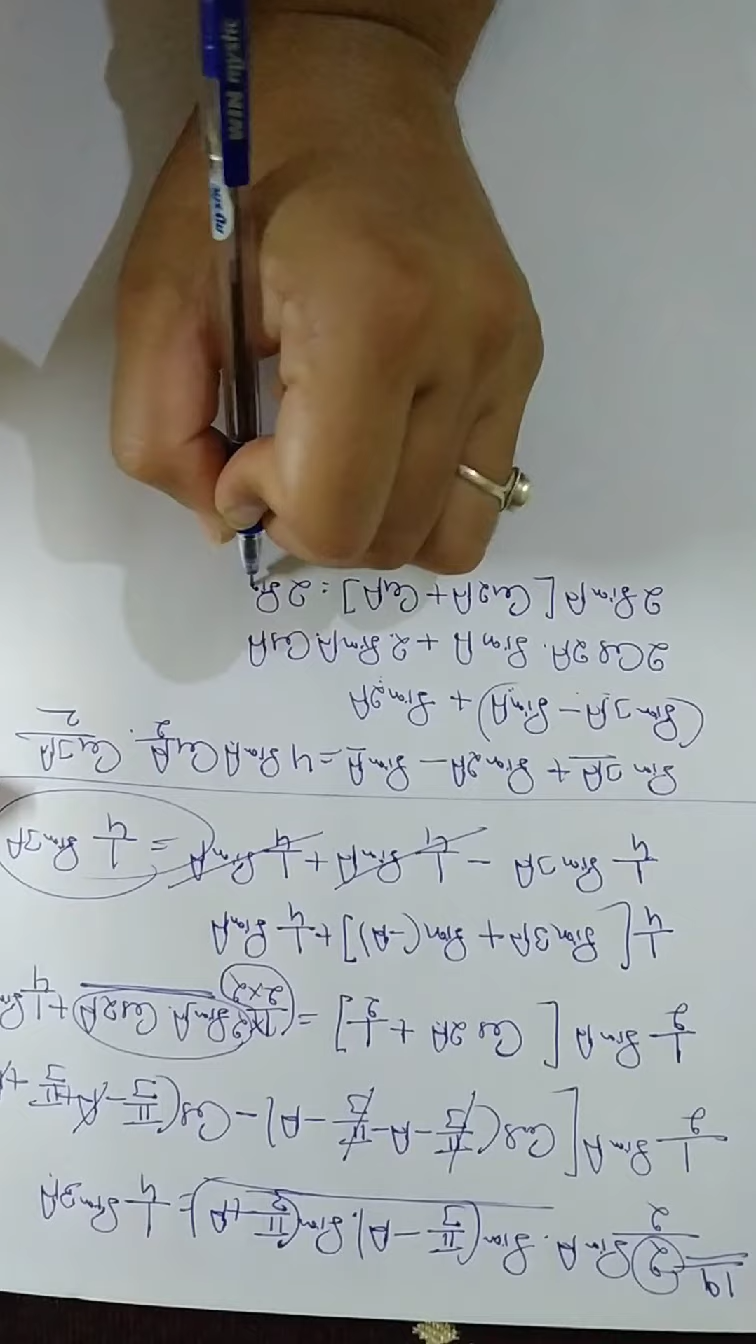 19 (2)/2 Sin A. Sin(π/3 - A) Sin(π/3 + A) = 1/4 Sin 3A
1/2 Sin A [Cos(π/3 - A - π/3 - A) - Cos(π/3 - A + π/3 +
1/2 Sin A [Cos 2A + 1/2] = 1×2 Sin A. Cos 2A/2×2 + 1/4 Sin
1/4 [Sin 3A + Sin(-A)] + 1/4 Sin A
1/4 Sin 3A - 1/4 Sin A + 1/4 Sin A = 1/4 Sin 3A
Sin 3A + Sin 2A - Sin A = 4 Sin A Cos A/2 . Cos 3A/2
(Sin 3A - Sin A) + Sin 2A
2 Cos 2A. Sin A + 2. Sin A. Cos A
2 Sin A [Cos 2A + Cos A] = 2 Si
WIN mysti
mysti